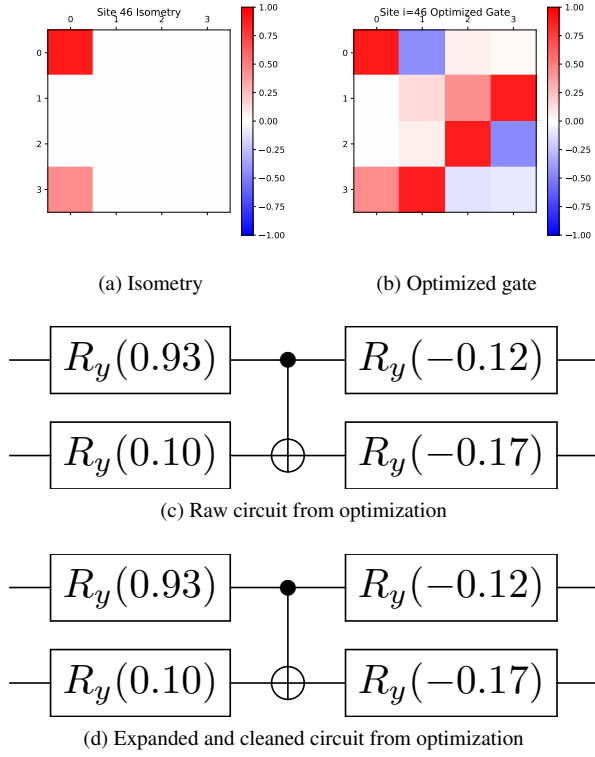 Site 46 Isometry
0 1 2 3
0
1
2
3
1.00
0.75
0.50
0.25
0.00
−0.25
−0.50
−0.75
−1.00
Site i=46 Optimized Gate
0 1 2 3
0
1
2
3
1.00
0.75
0.50
0.25
0.00
−0.25
−0.50
−0.75
−1.00
(a) Isometry
(b) Optimized gate
R_y(0.93) R_y(−0.12)
R_y(0.10) R_y(−0.17)
(c) Raw circuit from optimization
R_y(0.93) R_y(−0.12)
R_y(0.10) R_y(−0.17)
(d) Expanded and cleaned circuit from optimization